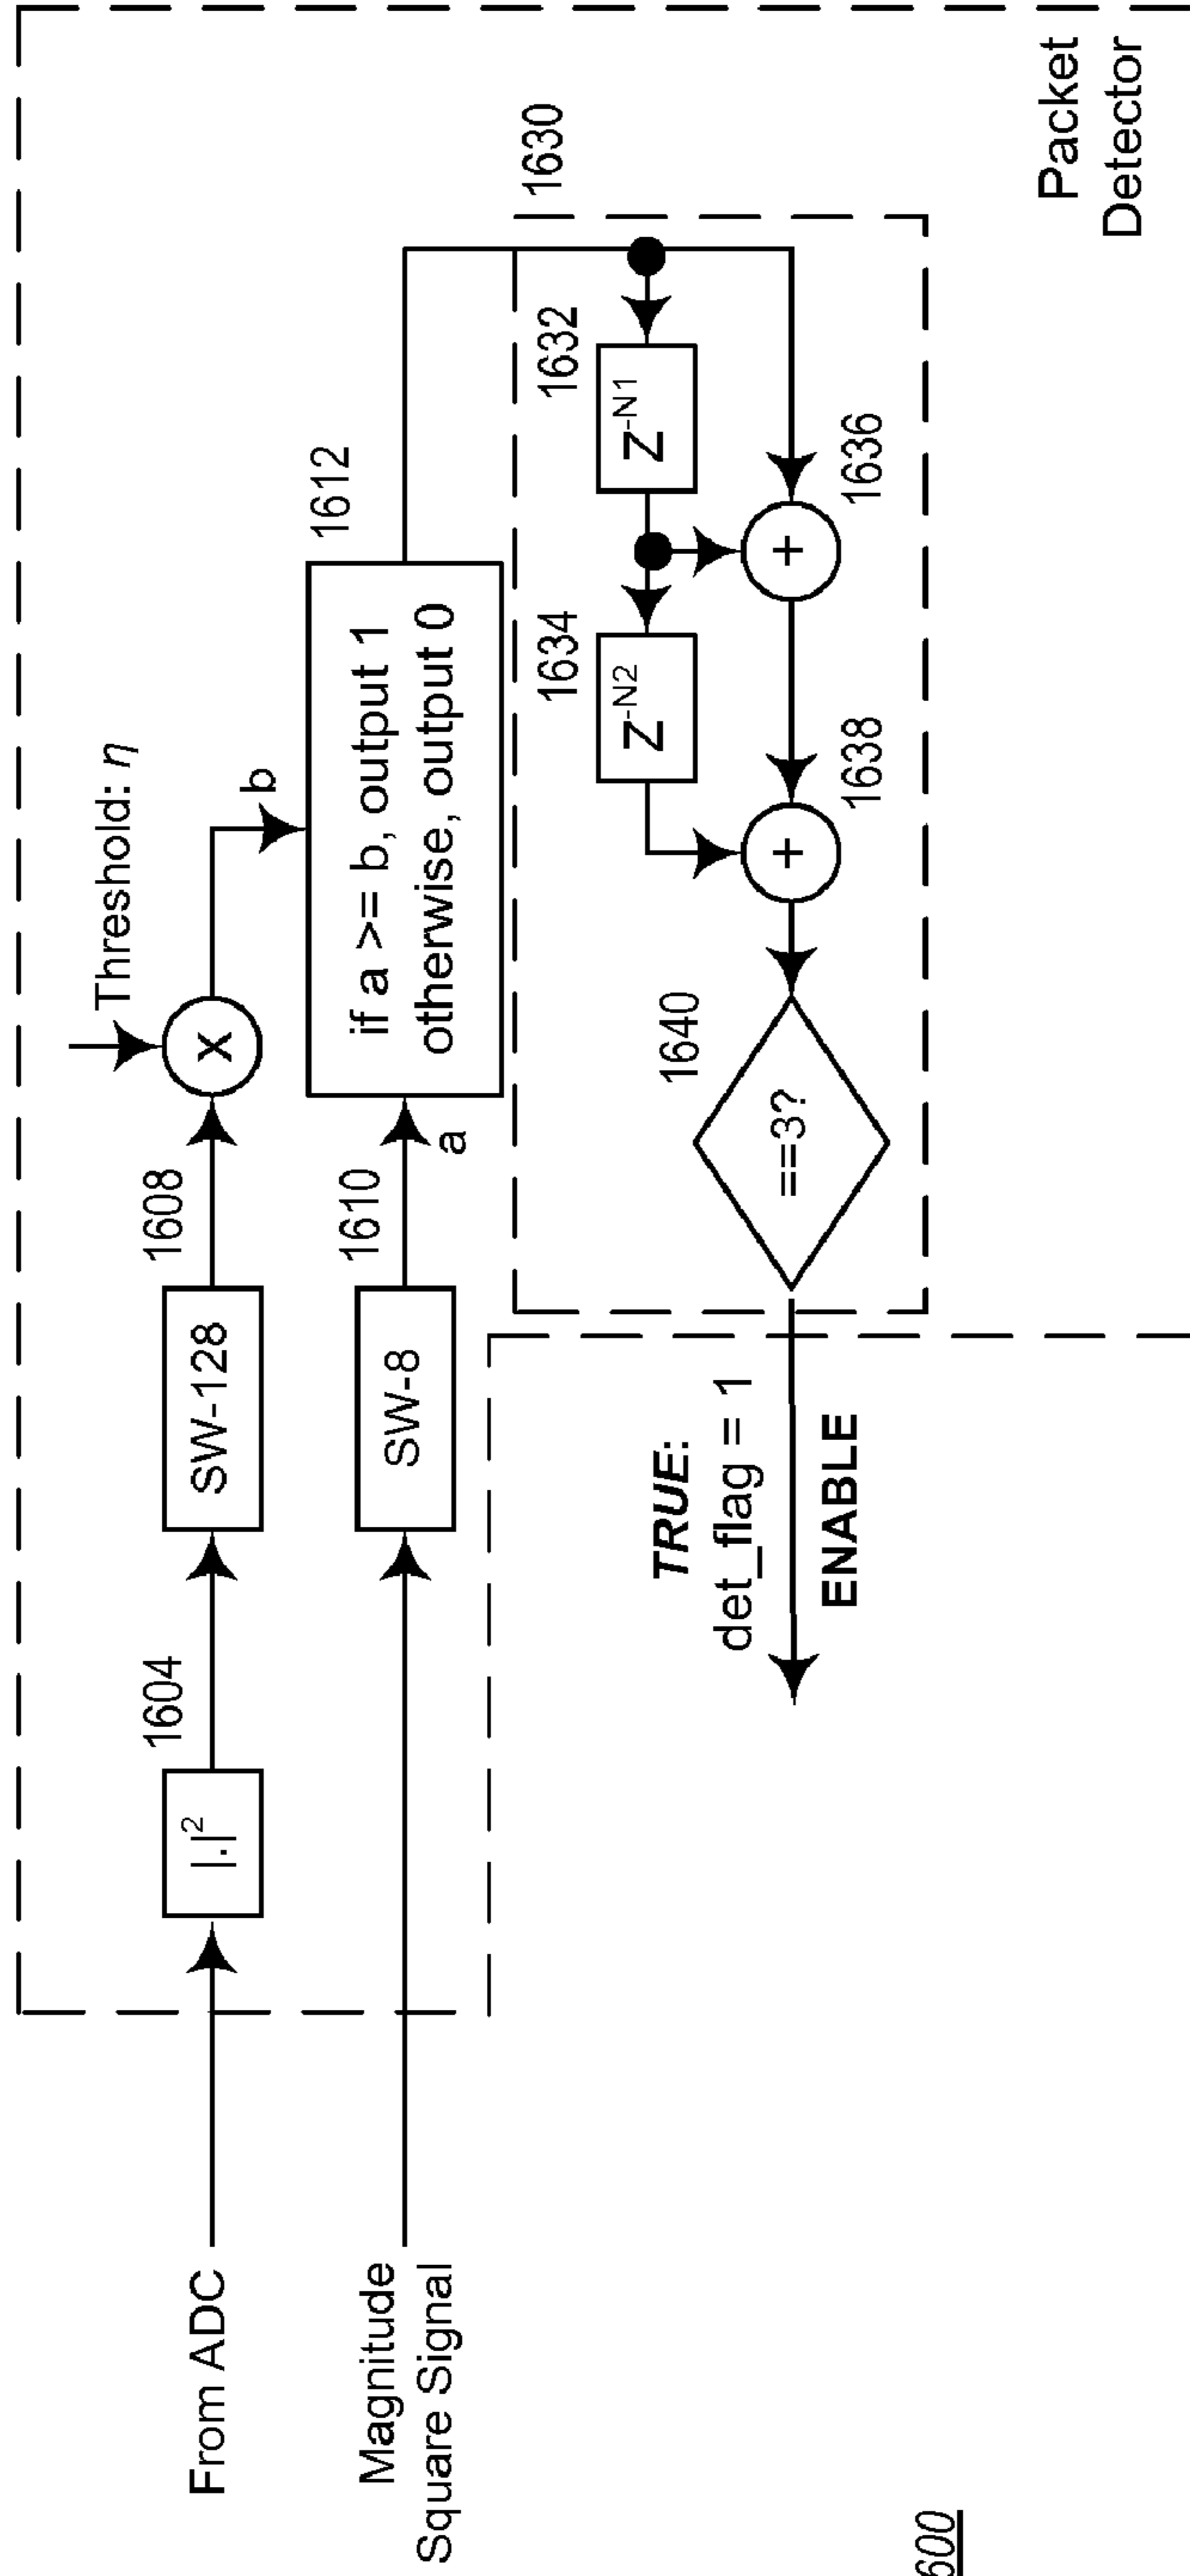 From ADC
|.|²
1604
SW-128
1608
Threshold: η
X
b
Magnitude
Square Signal
SW-8
1610
a
1612
if a >= b, output 1
otherwise, output 0
1630
1632
Z⁻ᴺ¹
1634
Z⁻ᴺ²
1636
+
1638
+
1640
==3?
TRUE:
det_flag = 1
ENABLE
Packet
Detector
600